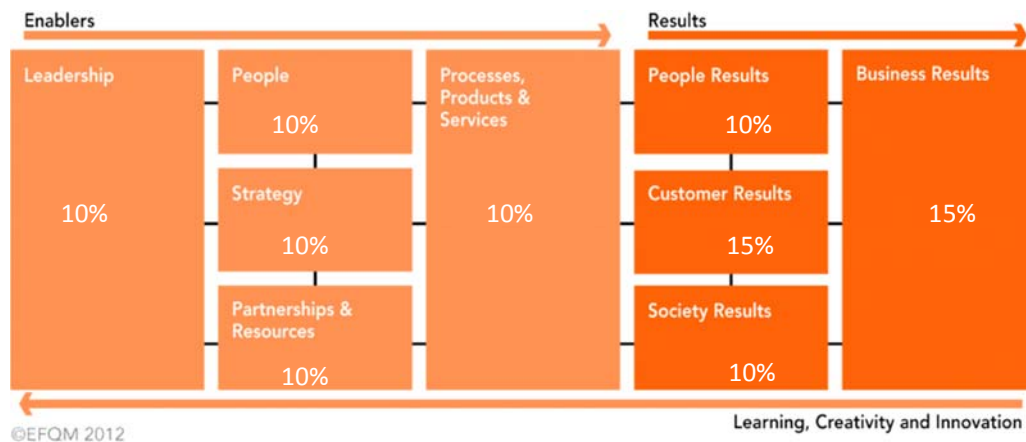 Enablers
Results
Leadership
10%
People
10%
Strategy
10%
Partnerships &
Resources
10%
Processes,
Products &
Services
10%
People Results
10%
Customer Results
15%
Society Results
10%
Business Results
15%
Learning, Creativity and Innovation
©EFQM 2012